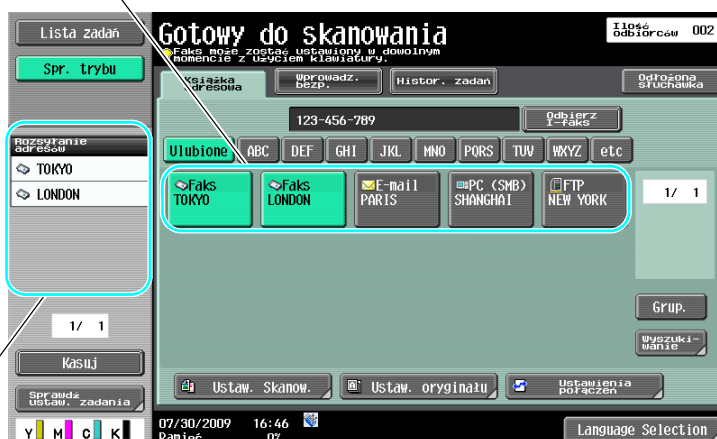 Lista zadań
Spr. trybu
Rozsyłanie
adresów
TOKYO
LONDON
1/ 1
Kasuj
Sprawdź
ustaw. zadania
Y M C K
Gotowy do skanowania
Faks może zostać ustawiony w dowolnym
momencie z użyciem klawiatury.
Ilość
odbiorców 002
Książka
adresowa
Wprowadz.
bezp.
Histor. zadań
Odłożona
słuchawka
123-456-789
Odbierz
I-faks
Ulubione ABC DEF GHI JKL MNO PQRS TUV WXYZ etc
Faks
TOKYO
Faks
LONDON
E-mail
PARIS
PC (SMB)
SHANGHAI
FTP
NEW YORK
1/ 1
Grup.
Wyszuki-
wanie
Ustaw. Skanow.
Ustaw. oryginału
Ustawienia
połączeń
07/30/2009 16:46
Pamięć 0%
Language Selection